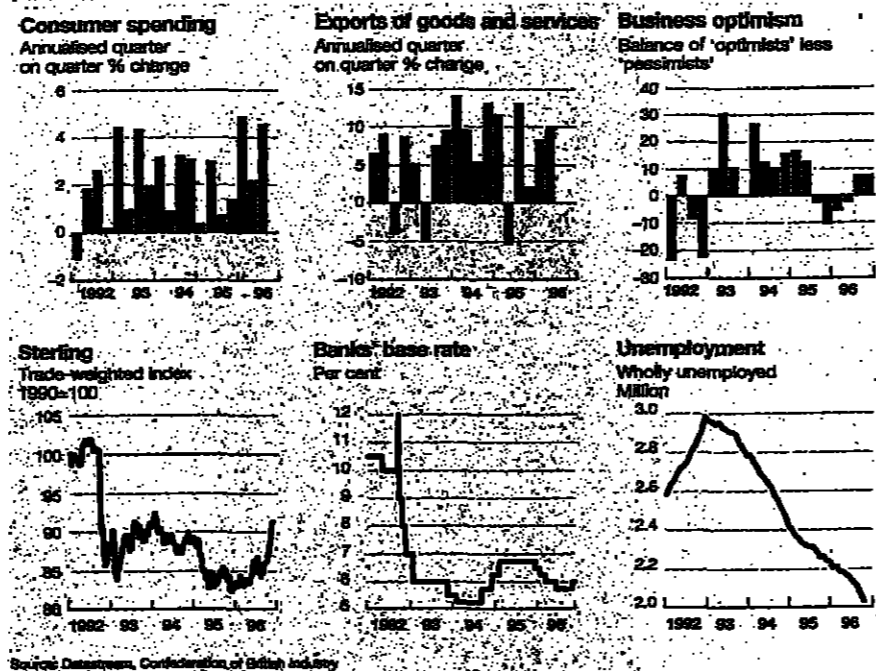 Consumer spending
Annualised quarter
on quarter % change
6
4
2
0
-2
1992 93 94 95 96
Exports of goods and services
Annualised quarter
on quarter % change
15
10
5
0
-5
-10
1992 93 94 95 96
Business optimism
Balance of 'optimists' less
'pessimists'
40
30
20
10
0
-10
-20
-30
1992 93 94 95 96
Sterling
Trade-weighted index
1990=100
105
100
95
90
85
80
1992 93 94 95 96
Banks' base rate
Per cent
12
11
10
9
8
7
6
5
1992 93 94 95 96
Unemployment
Wholly unemployed
Million
3.0
2.8
2.6
2.4
2.2
2.0
1992 93 94 95 96
Source: Datastream, Confederation of British Industry